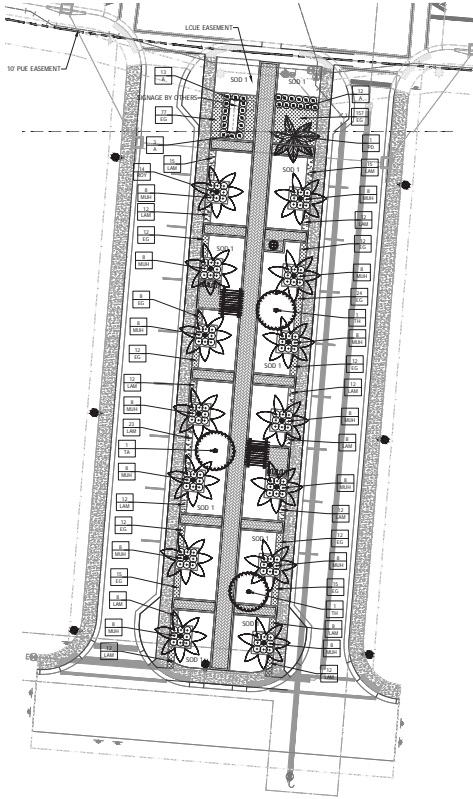 LCUE EASEMENT
10' PUE EASEMENT
SOD 1
SOD 1
13
A
SIGNAGE BY OTHERS
12
A
77
EG
157
EG
A
1
PD
15
LAM
15
LAM
SOD 1
8
MUH
8
MUH
12
LAM
12
LAM
12
EG
12
EG
SOD 1
8
MUH
8
MUH
8
EG
24
EG
1
TH
8
MUH
8
MUH
12
EG
12
EG
SOD 1
12
LAM
12
LAM
8
MUH
8
MUH
23
LAM
8
LAM
1
TA
8
MUH
8
MUH
12
LAM
SOD 1
12
LAM
12
EG
12
EG
SOD 1
8
MUH
8
MUH
15
EG
15
EG
1
TH
8
LAM
8
LAM
SOD
8
MUH
8
MUH
12
LAM
SOD 1
12
LAM